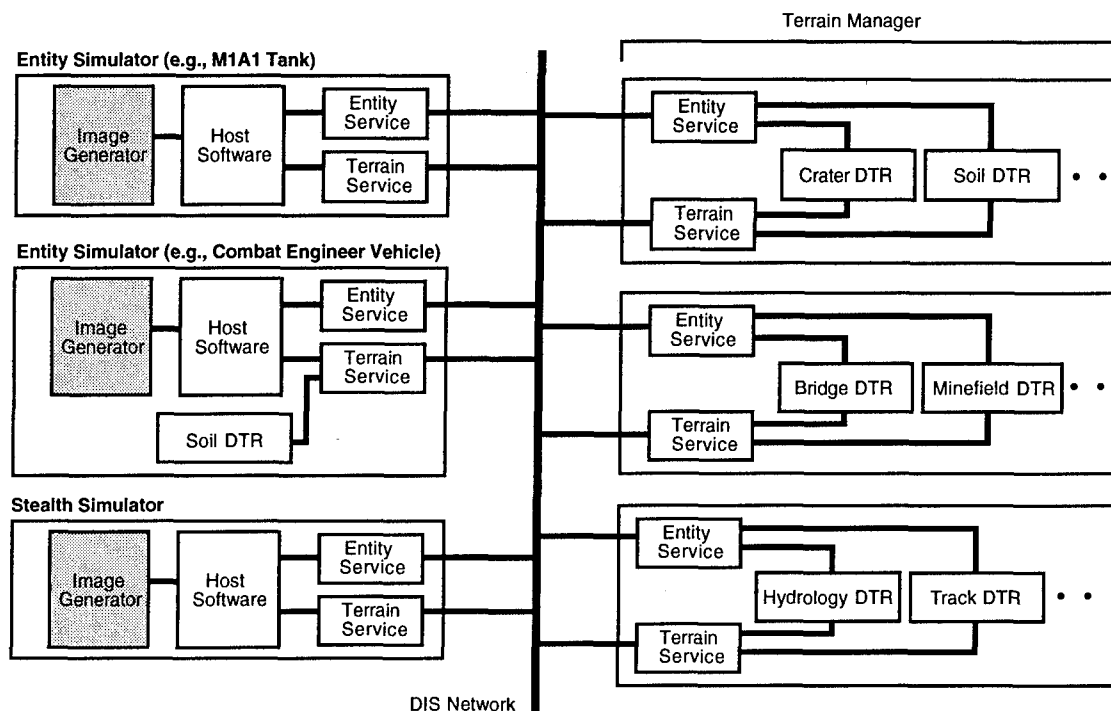 Terrain Manager
Entity Simulator (e.g., M1A1 Tank)
Image
Generator
Host
Software
Entity
Service
Terrain
Service
Entity
Service
Crater DTR
Soil DTR
Terrain
Service
Entity Simulator (e.g., Combat Engineer Vehicle)
Image
Generator
Host
Software
Entity
Service
Terrain
Service
Soil DTR
Entity
Service
Bridge DTR
Minefield DTR
Terrain
Service
Stealth Simulator
Image
Generator
Host
Software
Entity
Service
Terrain
Service
Entity
Service
Hydrology DTR
Track DTR
Terrain
Service
DIS Network